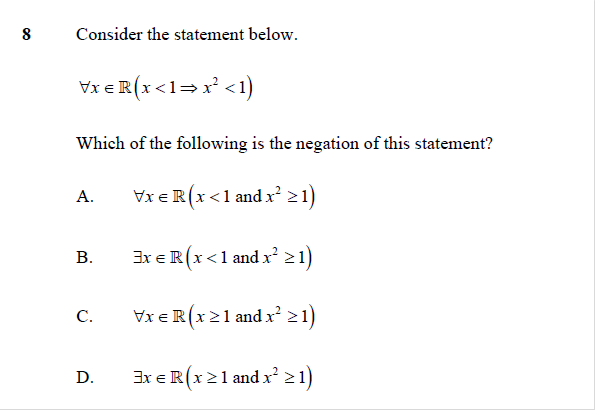 8 Consider the statement below.
∀x ∈ ℝ(x < 1 ⇒ x² < 1)
Which of the following is the negation of this statement?
A. ∀x ∈ ℝ(x < 1 and x² ≥ 1)
B. ∃x ∈ ℝ(x < 1 and x² ≥ 1)
C. ∀x ∈ ℝ(x ≥ 1 and x² ≥ 1)
D. ∃x ∈ ℝ(x ≥ 1 and x² ≥ 1)